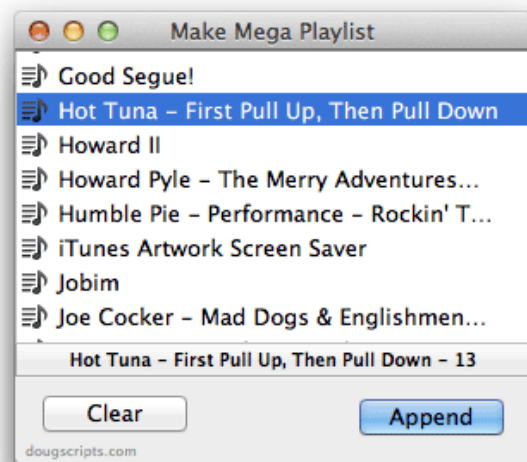 Make Mega Playlist
Good Segue!
Hot Tuna – First Pull Up, Then Pull Down
Howard II
Howard Pyle – The Merry Adventures...
Humble Pie – Performance – Rockin' T...
iTunes Artwork Screen Saver
Jobim
Joe Cocker – Mad Dogs & Englishmen...
Hot Tuna – First Pull Up, Then Pull Down – 13
Clear
Append
dougscripts.com